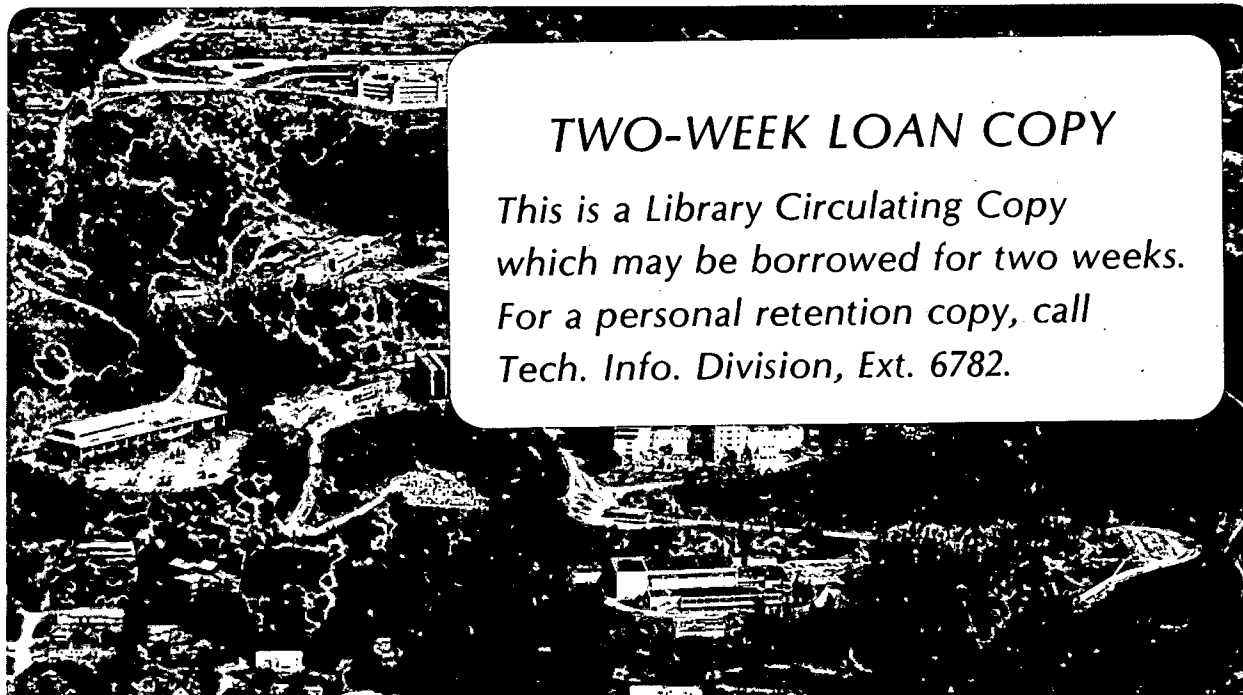 TWO-WEEK LOAN COPY
This is a Library Circulating Copy
which may be borrowed for two weeks.
For a personal retention copy, call
Tech. Info. Division, Ext. 6782.